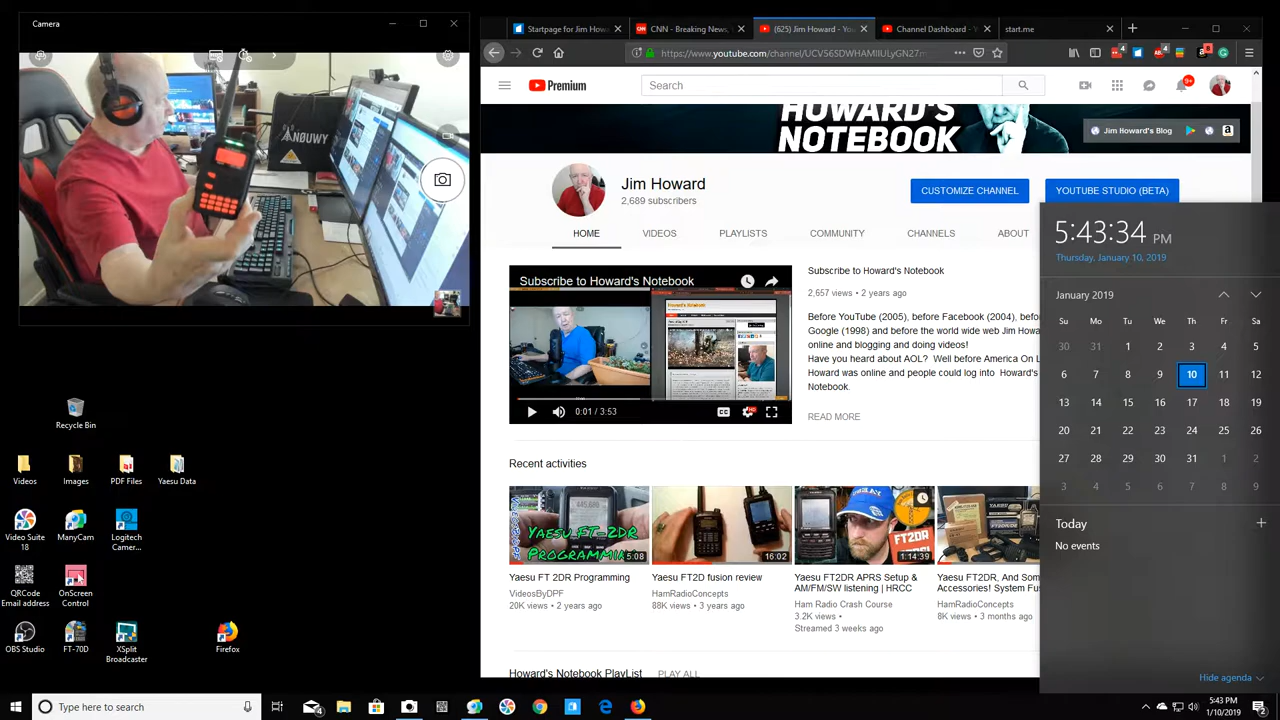 Camera
AN0UWY
Recycle Bin
Videos
Images
PDF Files
Yaesu Data
Video Suite 18
ManyCam
Logitech Camer...
QRCode Email address
OnScreen Control
OBS Studio
FT-70D
XSplit Broadcaster
Firefox
Startpage for Jim Howard
CNN - Breaking News,
(625) Jim Howard - You
Channel Dashboard - You
start.me
Premium
Search
9+
HOWARD'S
NOTEBOOK
Jim Howard's Blog
Jim Howard
2,689 subscribers
CUSTOMIZE CHANNEL
YOUTUBE STUDIO (BETA)
HOME
VIDEOS
PLAYLISTS
COMMUNITY
CHANNELS
ABOUT
Subscribe to Howard's Notebook
0:01 / 3:53
CC
HD
Subscribe to Howard's Notebook
2,657 views • 2 years ago
Before YouTube (2005), before Facebook (2004), befo
Google (1998) and before the world wide web Jim Howa
online and blogging and doing videos!
Have you heard about AOL? Well before America On L
Howard was online and people could log into Howard's
Notebook.
READ MORE
Recent activities
445.660
YAESU FT-2DR
PROGRAMMING
5:08
Yaesu FT 2DR Programming
VideosByDPF
20K views • 2 years ago
16:02
Yaesu FT2D fusion review
HamRadioConcepts
88K views • 3 years ago
FT2DR
1:14:39
Yaesu FT2DR APRS Setup &
AM/FM/SW listening | HRCC
Ham Radio Crash Course
3.2K views •
Streamed 3 weeks ago
YAESU
Yaesu FT2DR, And Som
Accessories! System Fus
HamRadioConcepts
8K views • 3 months ago
Howard's Notebook PlayList
PLAY ALL
5:43:34 PM
Thursday, January 10, 2019
January 2019
Su Mo Tu We Th Fr Sa
30 31 1 2 3 4 5
6 7 8 9 10 11 12
13 14 15 16 17 18 19
20 21 22 23 24 25 26
27 28 29 30 31 1 2
3 4 5 6 7 8 9
Today
No events
Hide agenda
Type here to search
5:43 PM
1/10/2019